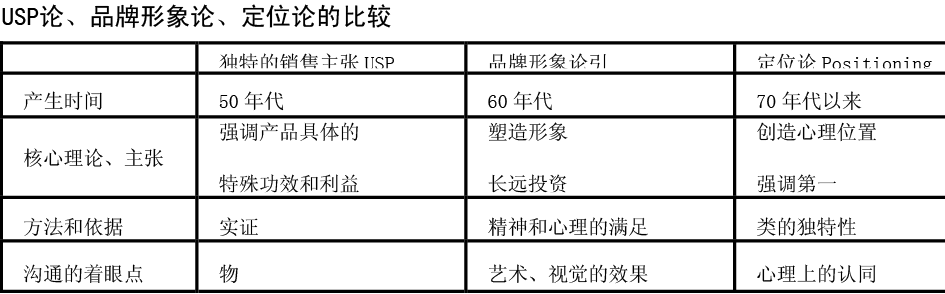 USP论、品牌形象论、定位论的比较
独特的销售主张 USP 品牌形象论引 定位论 Positioning
产生时间 50 年代 60 年代 70 年代以来
核心理论、主张 强调产品具体的 塑造形象 创造心理位置
特殊功效和利益 长远投资 强调第一
方法和依据 实证 精神和心理的满足 类的独特性
沟通的着眼点 物 艺术、视觉的效果 心理上的认同